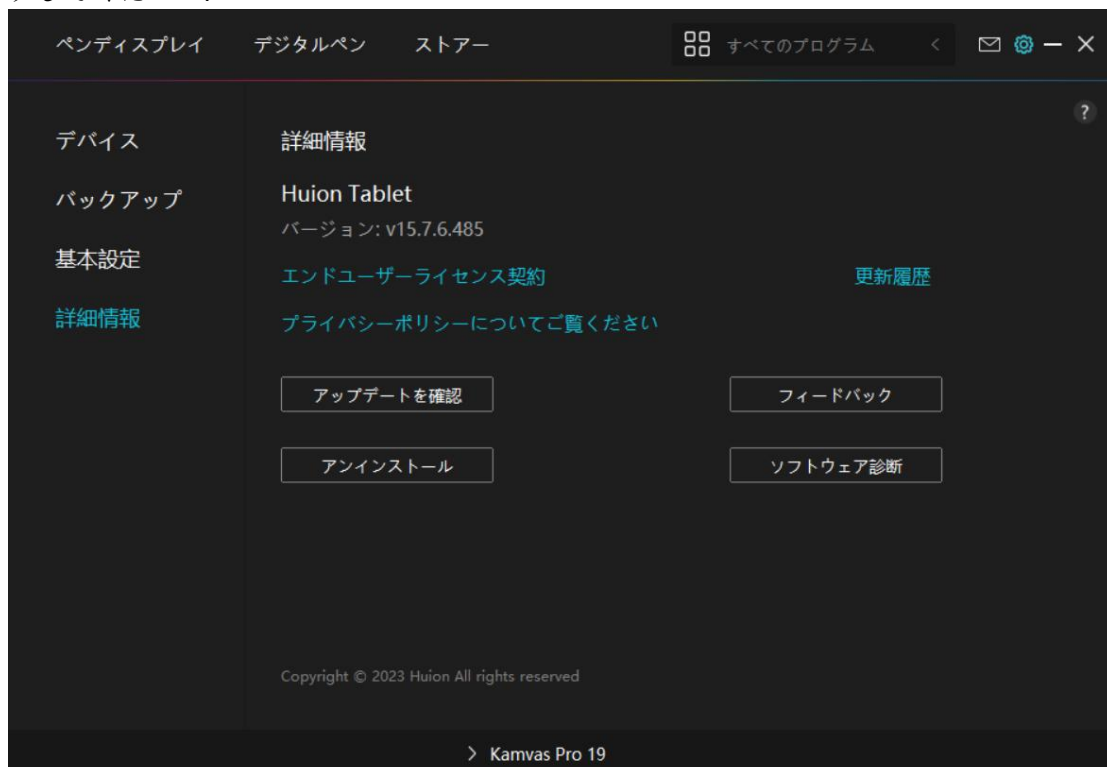 ペンディスプレイ デジタルペン ストアー すべてのプログラム
?
デバイス
詳細情報
バックアップ
Huion Tablet
バージョン: v15.7.6.485
基本設定
エンドユーザーライセンス契約 更新履歴
詳細情報
プライバシーポリシーについてご覧ください
アップデートを確認 フィードバック
アンインストール ソフトウェア診断
Copyright © 2023 Huion All rights reserved
> Kamvas Pro 19